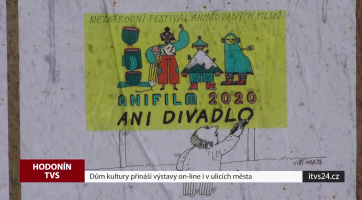 MEZINÁRODNÍ FESTIVAL ANIMOVANÝCH FILMŮ
ANIFILM 2020
ANI DIVADLO
HODONÍN
TVS
Dům kultury přináší výstavy on-line i v ulicích města
itvs24.cz